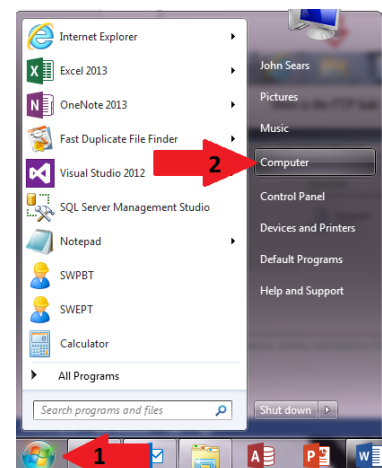 Internet Explorer
Excel 2013
OneNote 2013
Fast Duplicate File Finder
Visual Studio 2012
SQL Server Management Studio
Notepad
SWPBT
SWEPT
Calculator
All Programs
Search programs and files
John Sears
Pictures
Music
2
Computer
Control Panel
Devices and Printers
Default Programs
Help and Support
Shut down
1